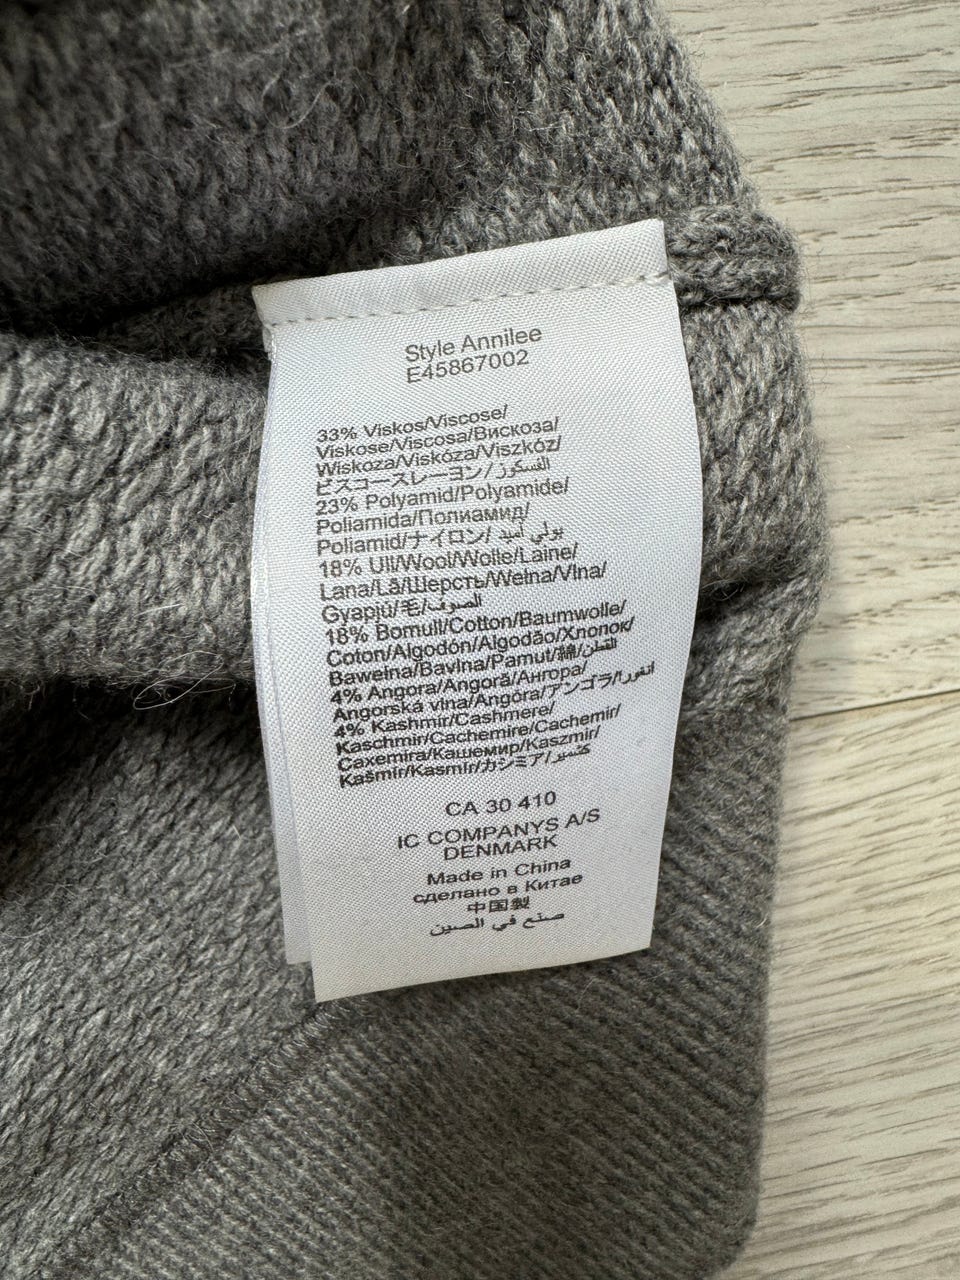 Style Annilee
E45867002
33% Viskos/Viscose/
Viskose/Viscosa/Вискоза/
Wiskoza/Viskóza/Viszkóz/
ビスコースレーヨン/الفسكوز
23% Polyamid/Polyamide/
Poliamida/Полиамид/
Poliamid/ナイロン/بولي أميد
18% Ull/Wool/Wolle/Laine/
Lana/Lã/Шерсть/Wełna/Vlna/
Gyapjú/毛/الصوف
18% Bomull/Cotton/Baumwolle/
Coton/Algodón/Algodão/Хлопок/
Bawełna/Bavlna/Pamut/綿/القطن
4% Angora/Angorã/Ангора/
Angorská vlna/Angóra/アンゴラ/انغورا
4% Kashmir/Cashmere/
Kaschmir/Cachemire/Cachemir/
Caxemira/Кашемир/Kaszmir/
Kašmír/Kasmír/カシミア/كشمير
CA 30 410
IC COMPANYS A/S
DENMARK
Made in China
сделано в Китае
中国製
صنع في الصين